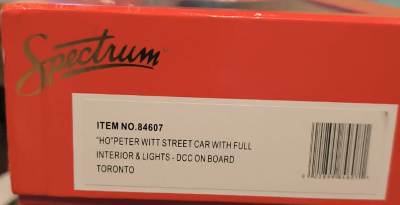 Spectrum
ITEM NO.84607
"HO"PETER WITT STREET CAR WITH FULL
INTERIOR & LIGHTS - DCC ON BOARD
TORONTO